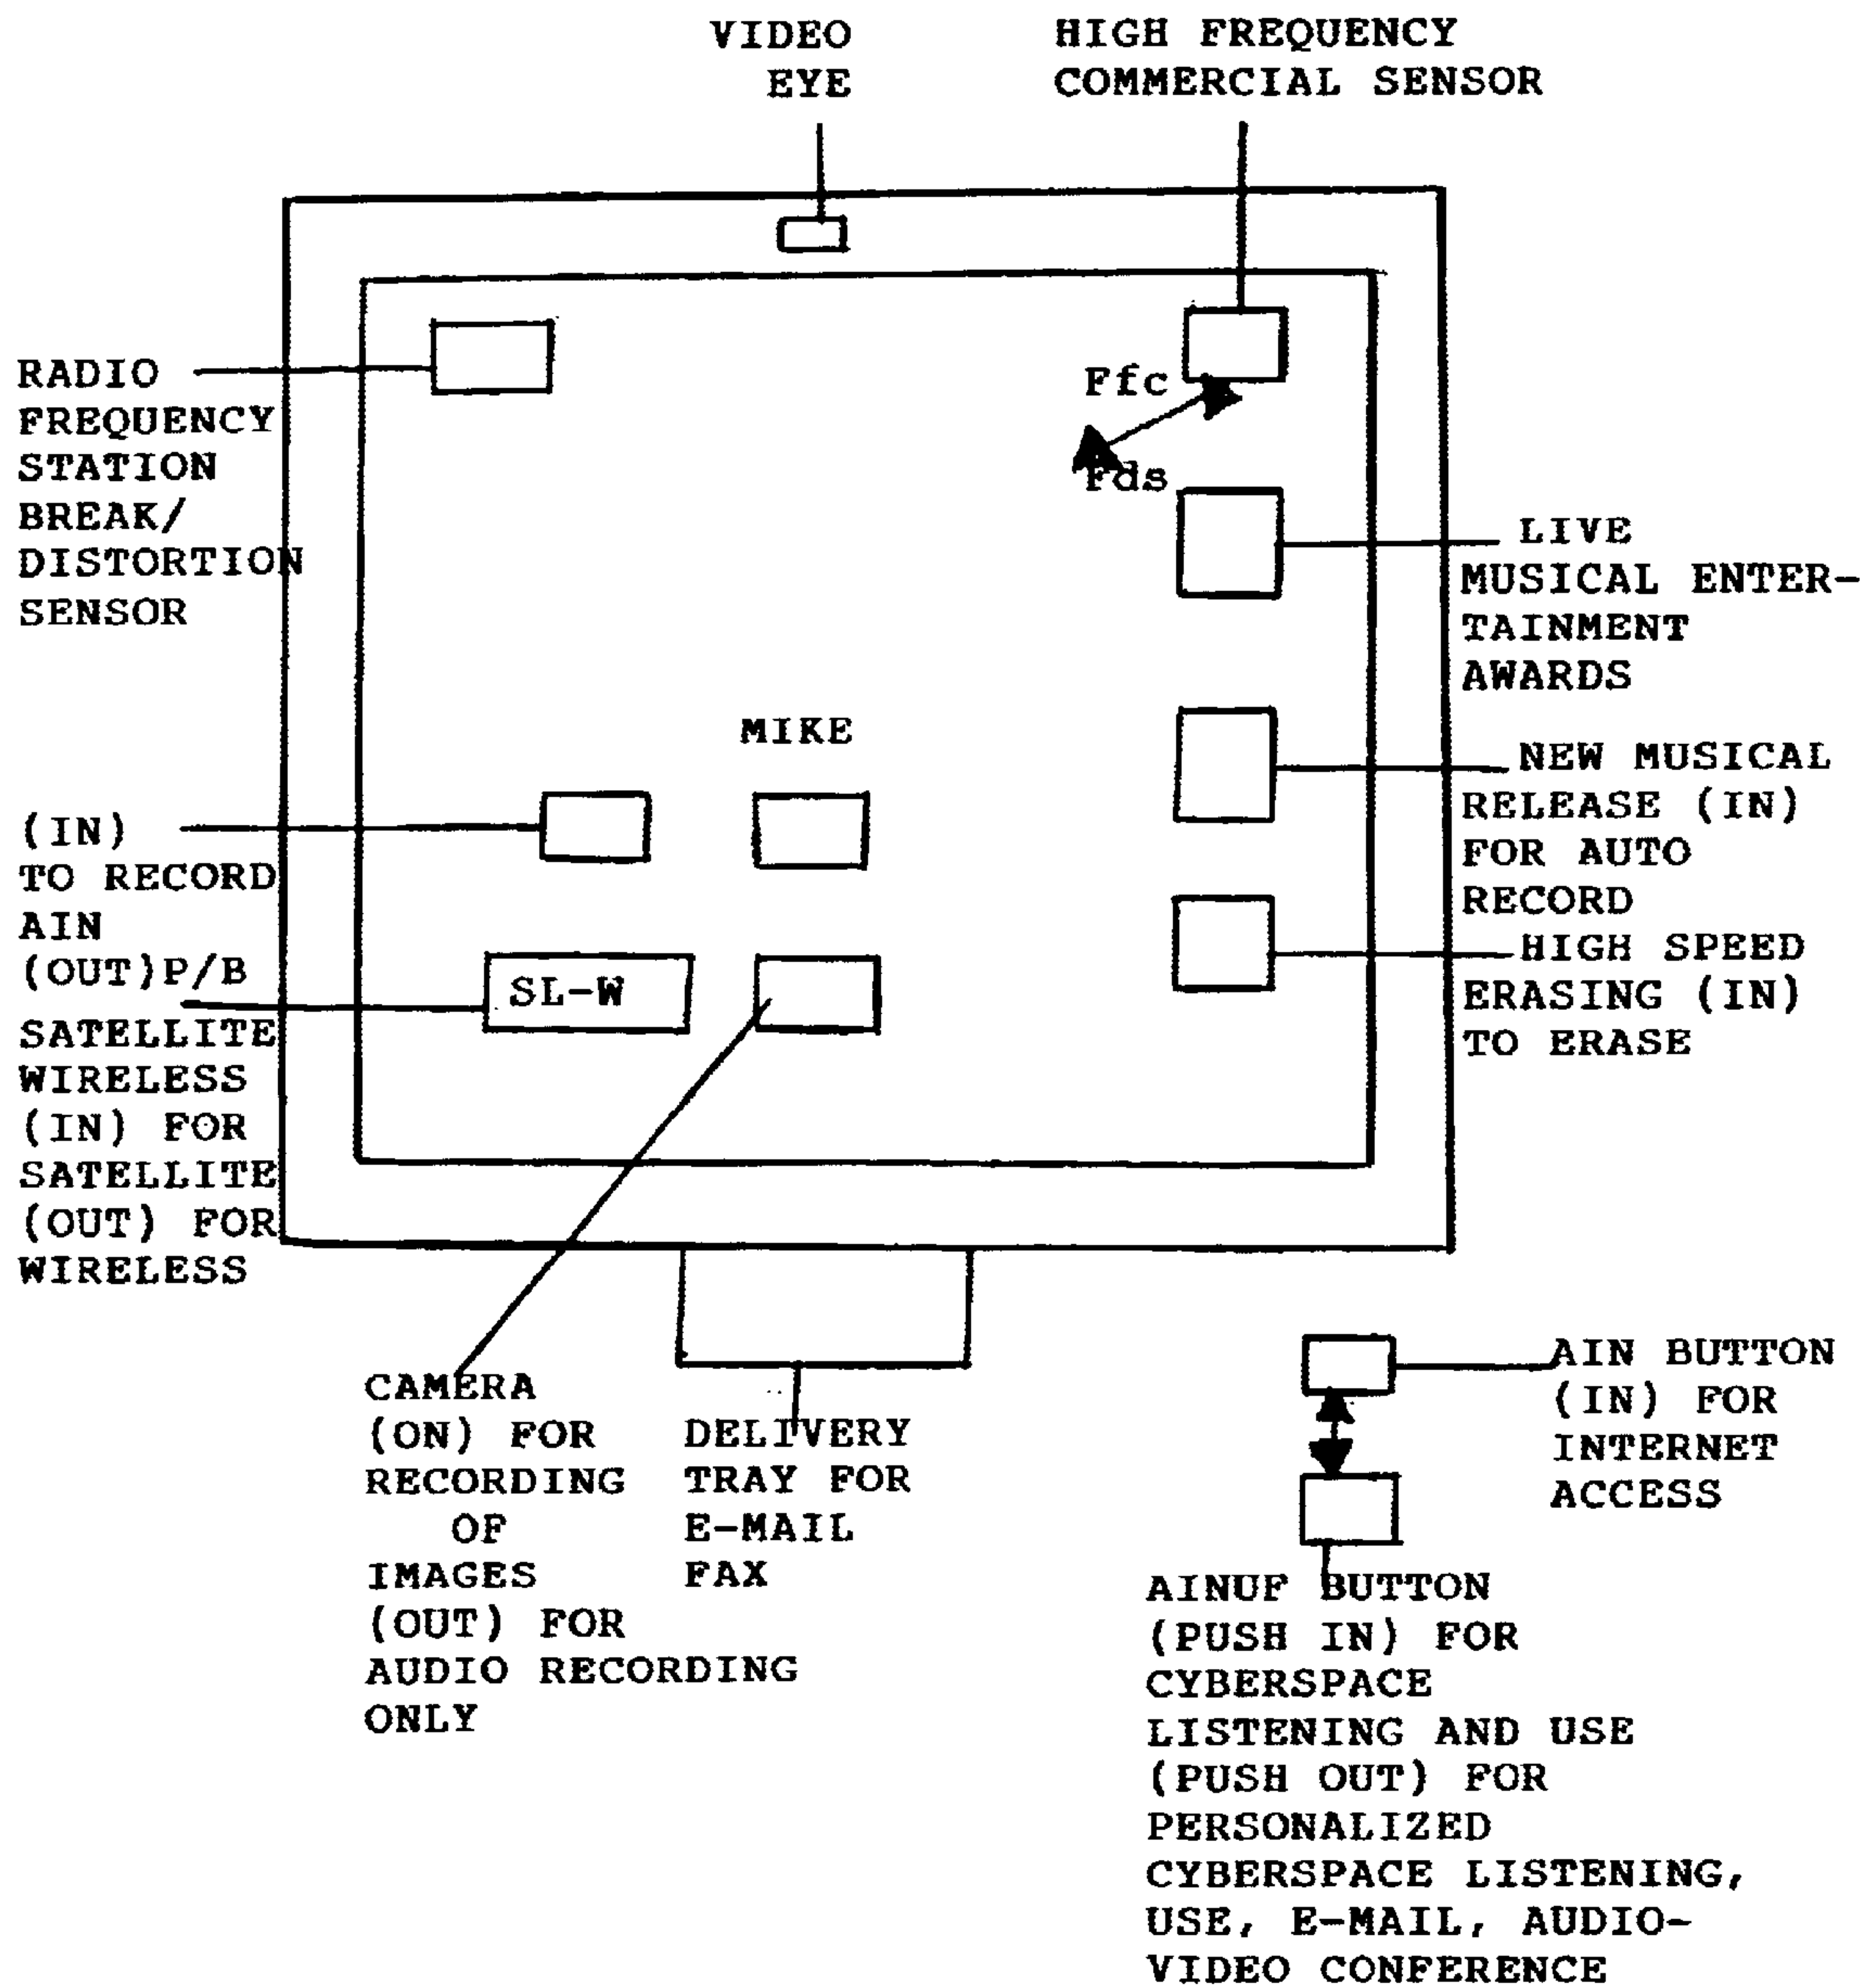 VIDEO
EYE
HIGH FREQUENCY
COMMERCIAL SENSOR
RADIO
FREQUENCY
STATION
BREAK/
DISTORTION
SENSOR
Ffc
Fds
LIVE
MUSICAL ENTER-
TAINMENT
AWARDS
MIKE
NEW MUSICAL
RELEASE (IN)
FOR AUTO
RECORD
(IN)
TO RECORD
AIN
(OUT)P/B
SL-W
HIGH SPEED
ERASING (IN)
TO ERASE
SATELLITE
WIRELESS
(IN) FOR
SATELLITE
(OUT) FOR
WIRELESS
CAMERA
(ON) FOR
RECORDING
OF
IMAGES
(OUT) FOR
AUDIO RECORDING
ONLY
DELIVERY
TRAY FOR
E-MAIL
FAX
AIN BUTTON
(IN) FOR
INTERNET
ACCESS
AINUF BUTTON
(PUSH IN) FOR
CYBERSPACE
LISTENING AND USE
(PUSH OUT) FOR
PERSONALIZED
CYBERSPACE LISTENING,
USE, E-MAIL, AUDIO-
VIDEO CONFERENCE